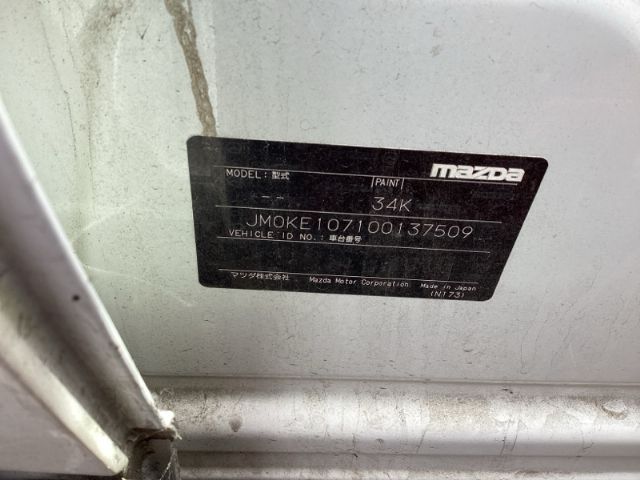 mazda
MODEL: 型式 PAINT
-- 34K
JM0KE107100137509
VEHICLE ID NO.: 車台番号
マツダ株式会社 Mazda Motor Corporation Made in Japan
(N173)